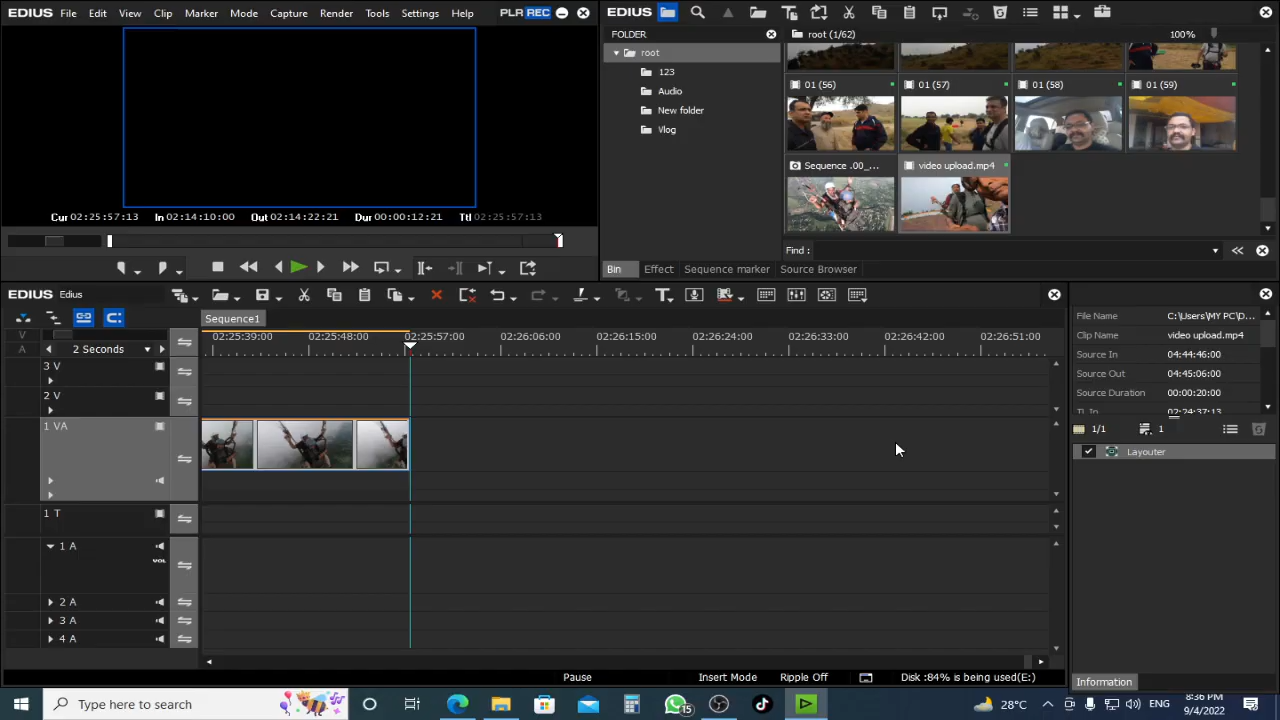 File Edit View Clip Marker Mode Capture Render Tools Settings Help PLR REC
Cur 02:25:57:13 In 02:14:10:00 Out 02:14:22:21 Dur 00:00:12:21 Ttl 02:25:57:13
EDIUS
FOLDER
root
123
Audio
New folder
Vlog
root (1/62) 100%
01 (56) 01 (57) 01 (58) 01 (59)
Sequence .00_... video upload.mp4
Find :
Bin Effect Sequence marker Source Browser
EDIUS Edius
Sequence1
V
A 2 Seconds
02:25:39:00 02:25:48:00 02:25:57:00 02:26:06:00 02:26:15:00 02:26:24:00 02:26:33:00 02:26:42:00 02:26:51:00
3 V
2 V
1 VA
1 T
1 A
VOL
2 A
3 A
4 A
File Name C:\Users\MY PC\D...
Clip Name video upload.mp4
Source In 04:44:46:00
Source Out 04:45:06:00
Source Duration 00:00:20:00
TL In 02:24:37:13
1/1 1
Layouter
Information
Pause Insert Mode Ripple Off Disk :84% is being used(E:)
Type here to search
15
28°C ENG
8:36 PM
9/4/2022